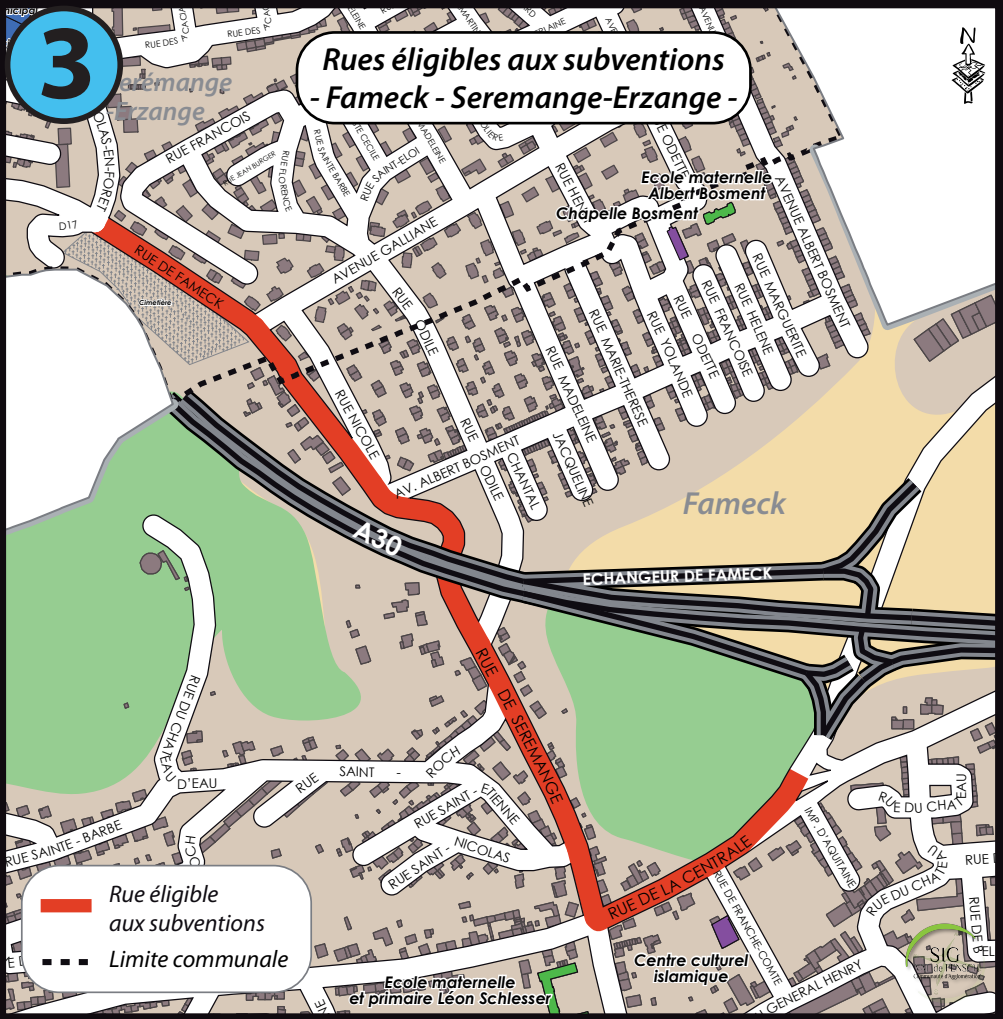 3
Rues éligibles aux subventions
- Fameck - Seremange-Erzange -
N
RUE DES
RUE DES
Erzange
RUE FRANCOIS
RUE JEAN BURGER
RUE FLORENCE
RUE SAINTE BARBE
RUE SAINT-ELOI
MADELEINE
D17
RUE DE FAMECK
Cimetière
AVENUE GALLIANE
Ecole maternelle
Albert Bosment
Chapelle Bosment
AVENUE ALBERT BOSMENT
RUE ODILE
RUE NICOLE
RUE MADELEINE
RUE MARIE-THERESE
RUE YOLANDE
RUE ODETTE
RUE FRANCOISE
RUE HELENE
RUE MARGUERITE
AV. ALBERT BOSMENT
RUE ODILE
CHANTAL
JACQUELINE
Fameck
A30
ECHANGEUR DE FAMECK
RUE DU CHATEAU
D'EAU
RUE SAINT - ROCH
RUE DE SEREMANGE
RUE SAINT - ETIENNE
RUE SAINT - NICOLAS
RUE SAINTE - BARBE
OCH
RUE DE LA CENTRALE
IMP. D'AQUITAINE
RUE DU CHATEAU
RUE DU CHATEAU
RUE DE FRANCHE-COMTE
Centre culturel
islamique
Ecole maternelle
et primaire Léon Schlesser
GENERAL HENRY
SIG
Rue éligible
aux subventions
Limite communale